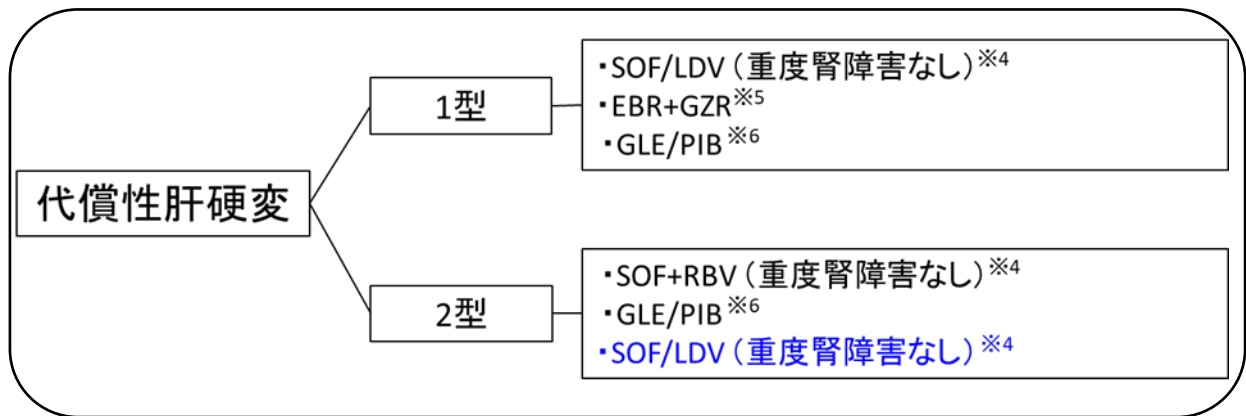 代償性肝硬変
1型
・SOF/LDV（重度腎障害なし）※4
・EBR+GZR※5
・GLE/PIB※6
2型
・SOF+RBV（重度腎障害なし）※4
・GLE/PIB※6
・SOF/LDV（重度腎障害なし）※4